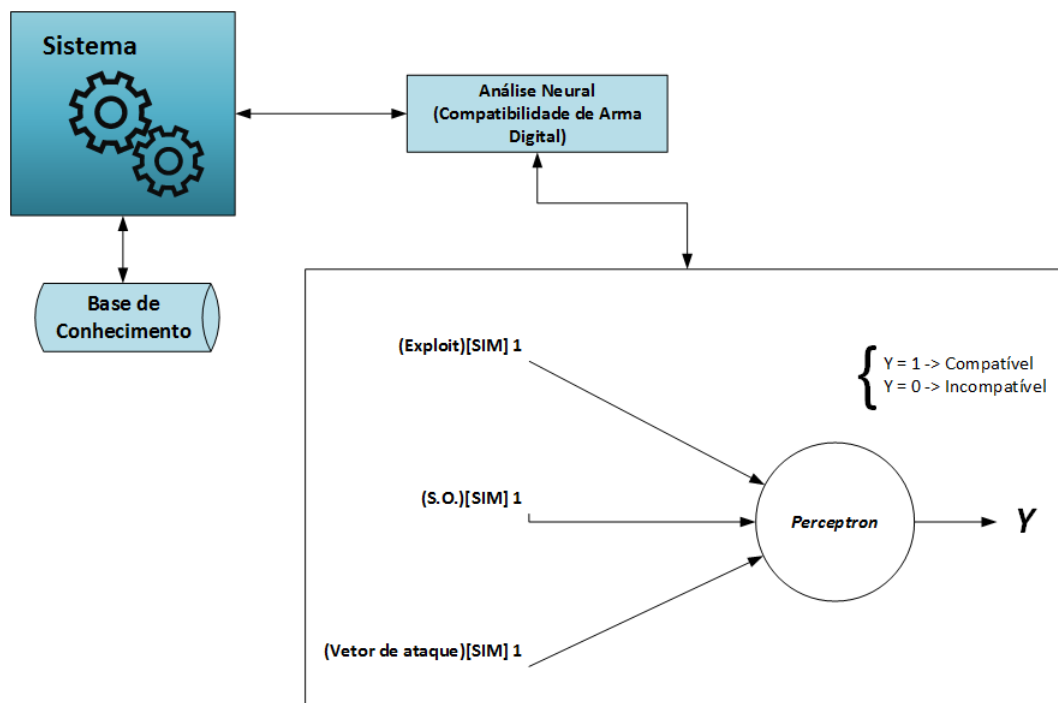 Sistema
Análise Neural
(Compatibilidade de Arma
Digital)
Base de
Conhecimento
(Exploit)[SIM] 1
{ Y = 1 -> Compatível
Y = 0 -> Incompatível
(S.O.)[SIM] 1
Perceptron
Y
(Vetor de ataque)[SIM] 1